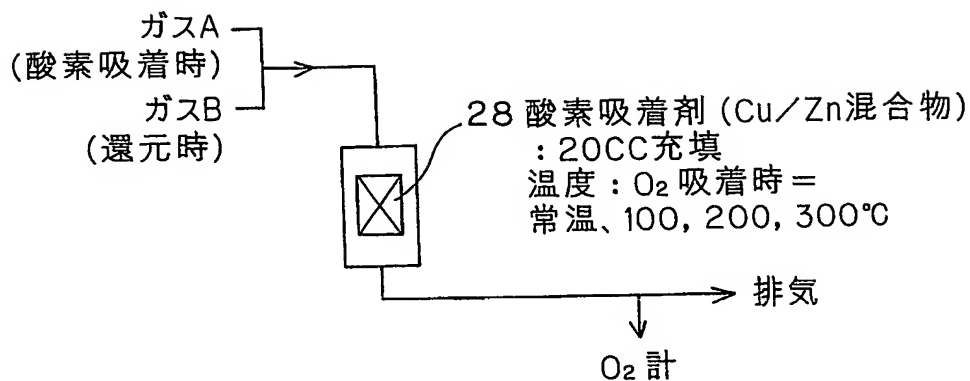 ガスA
(酸素吸着時)
ガスB
(還元時)
28 酸素吸着剤 (Cu/Zn混合物)
: 20CC充填
温度 : O₂ 吸着時=
常温、100, 200, 300℃
排気
O₂ 計